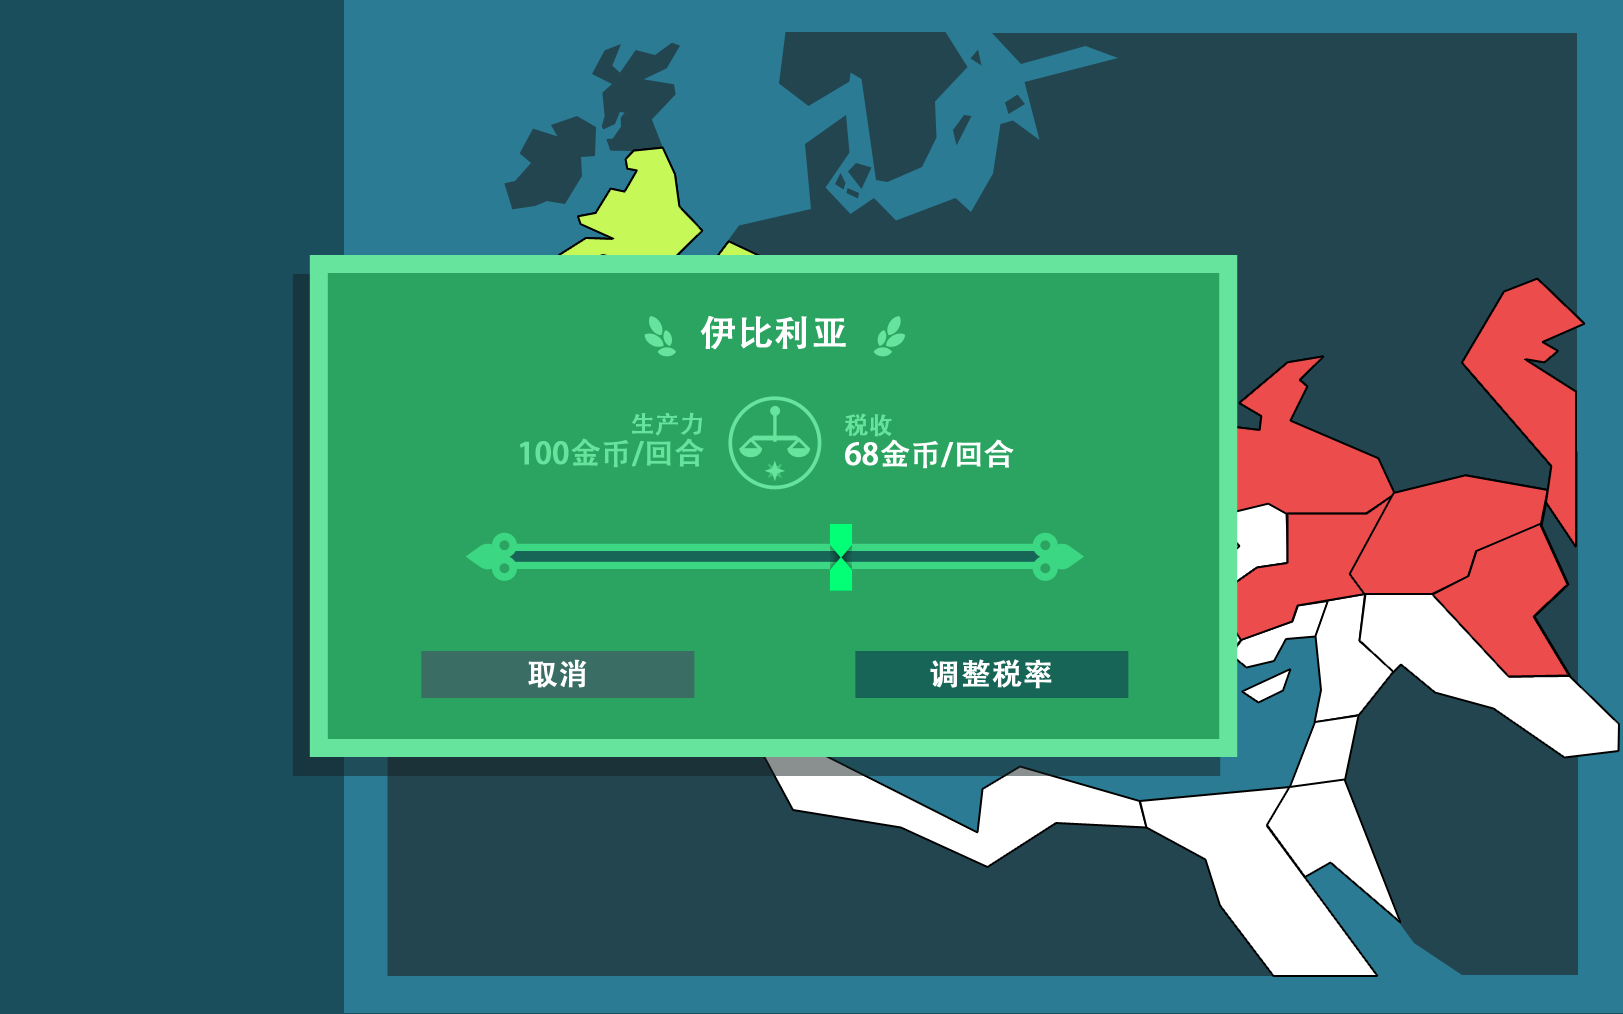 伊比利亚
生产力
100金币/回合
税收
68金币/回合
取消
调整税率